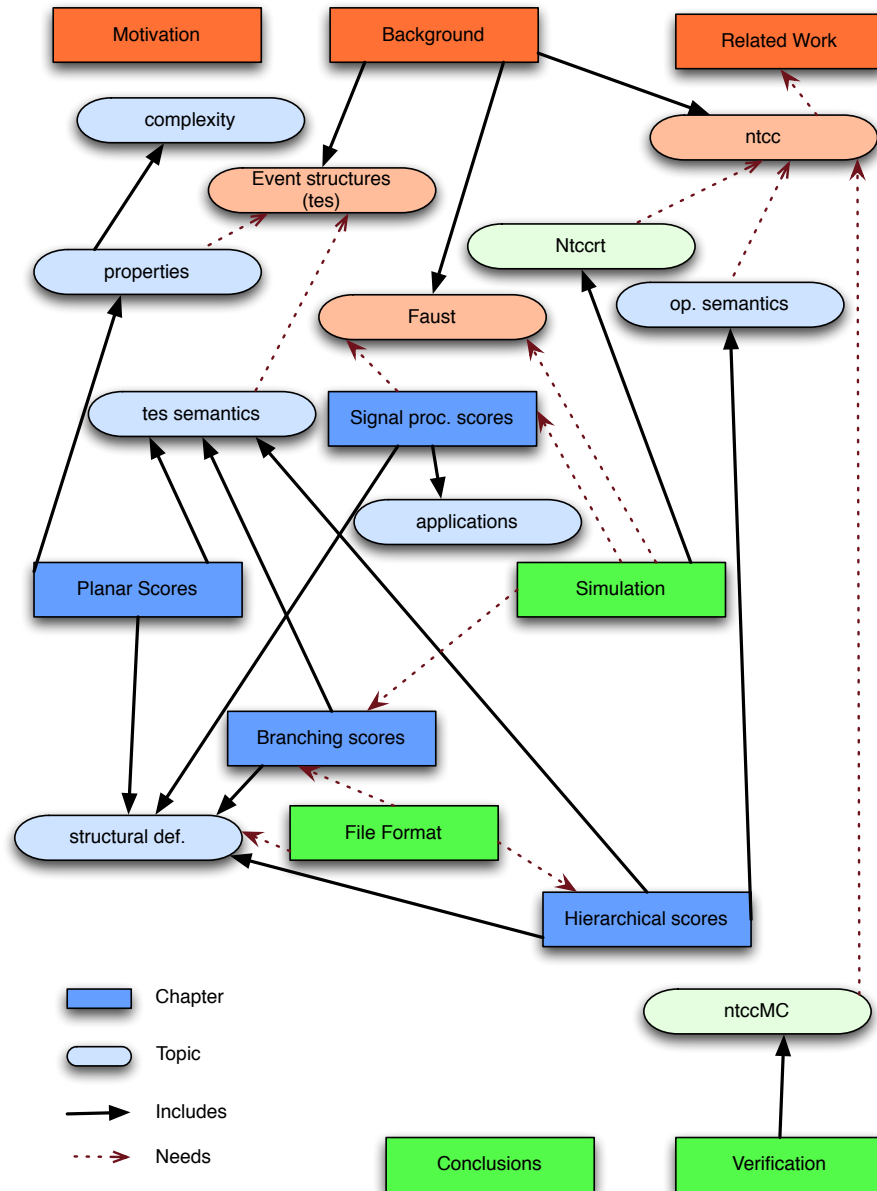 Motivation
Background
Related Work
complexity
ntcc
Event structures
(tes)
Ntccrt
properties
op. semantics
Faust
tes semantics
Signal proc. scores
applications
Planar Scores
Simulation
Branching scores
structural def.
File Format
Hierarchical scores
Chapter
ntccMC
Topic
Includes
Needs
Conclusions
Verification